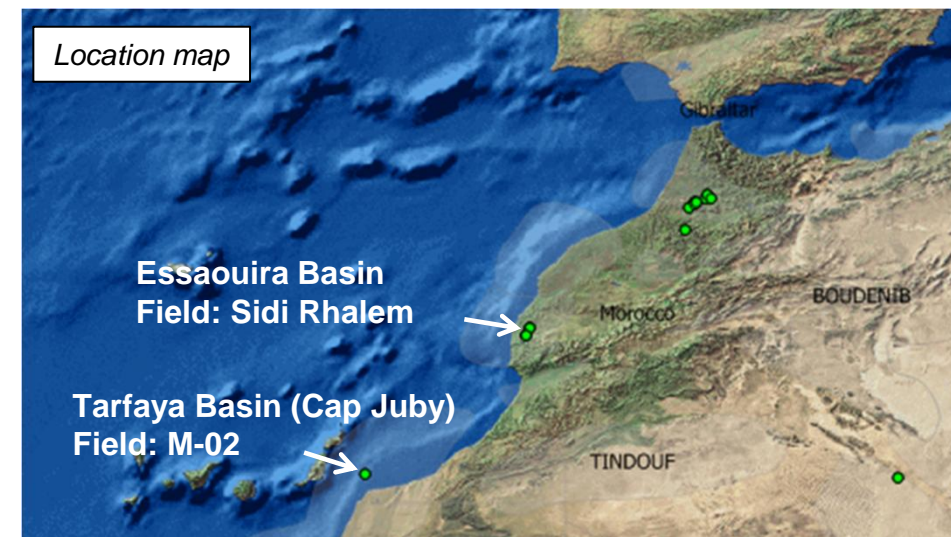 Location map
Gibraltar
Essaouira Basin
Field: Sidi Rhalem
BOUDENIB
Morocco
Tarfaya Basin (Cap Juby)
Field: M-02
TINDOUF